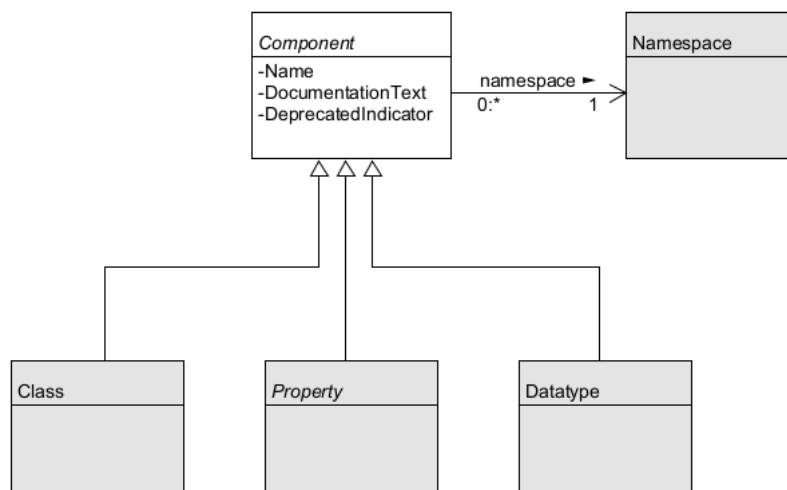 Component
Namespace
-Name
-DocumentationText
-DeprecatedIndicator
namespace ►
0:*
1
Class
Property
Datatype